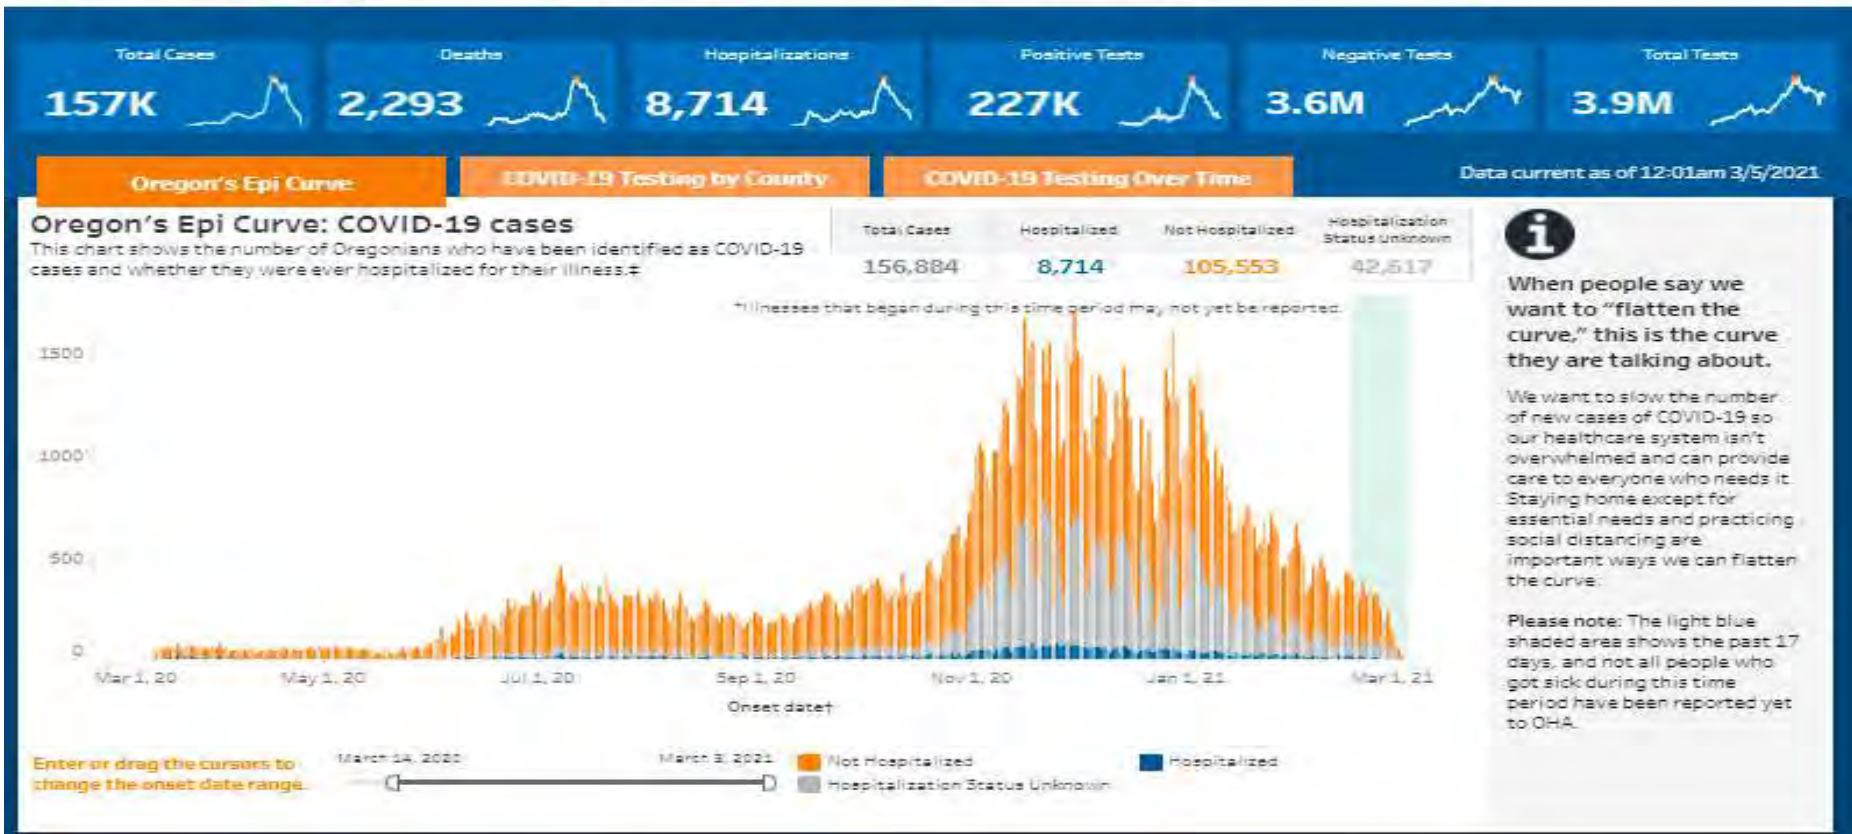 Total Cases
157K
Deaths
2,293
Hospitalizations
8,714
Positive Tests
227K
Negative Tests
3.6M
Total Tests
3.9M
Oregon's Epi Curve
COVID-19 Testing by County
COVID-19 Testing Over Time
Data current as of 12:01am 3/5/2021
Oregon's Epi Curve: COVID-19 cases
This chart shows the number of Oregonians who have been identified as COVID-19
cases and whether they were ever hospitalized for their illness.‡
Total Cases
156,884
Hospitalized
8,714
Not Hospitalized
105,553
Hospitalization
Status Unknown
42,617
*Illnesses that began during this time period may not yet be reported.
1500
1000
500
0
Mar 1, 20
May 1, 20
Jul 1, 20
Sep 1, 20
Nov 1, 20
Jan 1, 21
Mar 1, 21
Onset date†
Enter or drag the cursors to
change the onset date range.
March 14, 2020
March 3, 2021
Not Hospitalized
Hospitalized
Hospitalization Status Unknown
When people say we
want to "flatten the
curve," this is the curve
they are talking about.
We want to slow the number
of new cases of COVID-19 so
our healthcare system isn't
overwhelmed and can provide
care to everyone who needs it.
Staying home except for
essential needs and practicing
social distancing are
important ways we can flatten
the curve.
Please note: The light blue
shaded area shows the past 17
days, and not all people who
got sick during this time
period have been reported yet
to OHA.